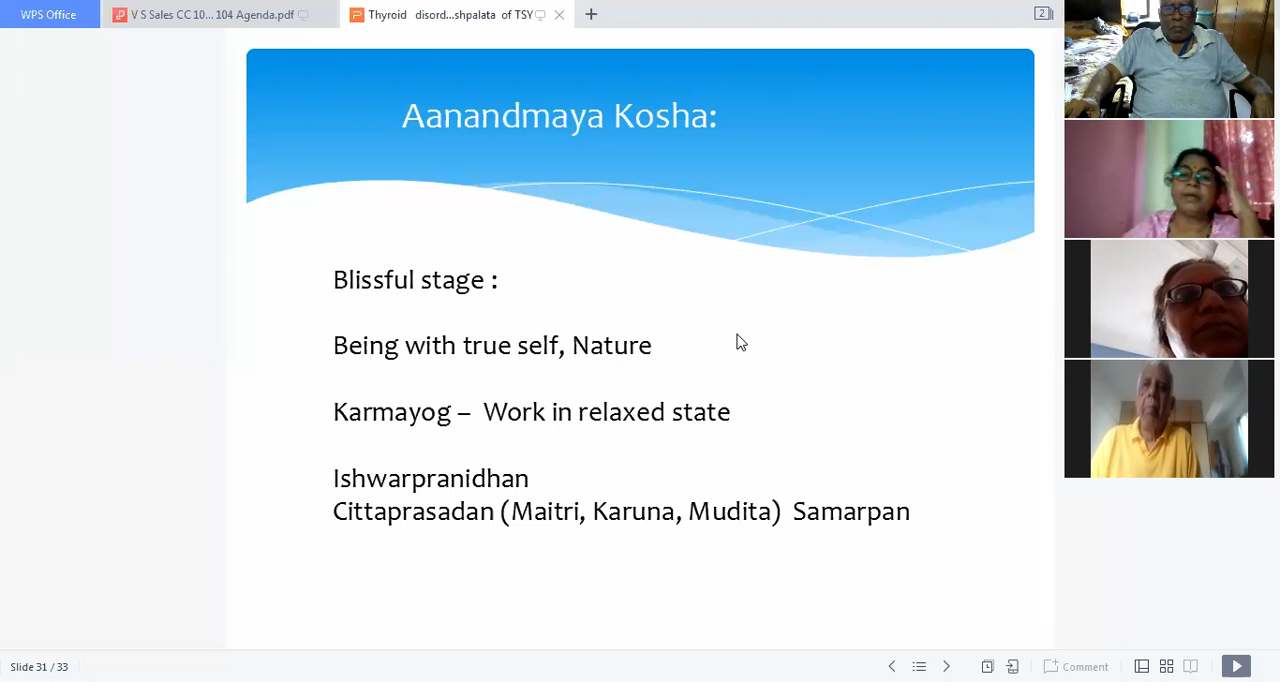 WPS Office
V S Sales CC 10... 104 Agenda.pdf
Thyroid disord...shpalata of TSY
2
Aanandmaya Kosha:
Blissful stage :
Being with true self, Nature
Karmayog – Work in relaxed state
Ishwarpranidhan
Cittaprasadan (Maitri, Karuna, Mudita) Samarpan
Slide 31 / 33
Comment